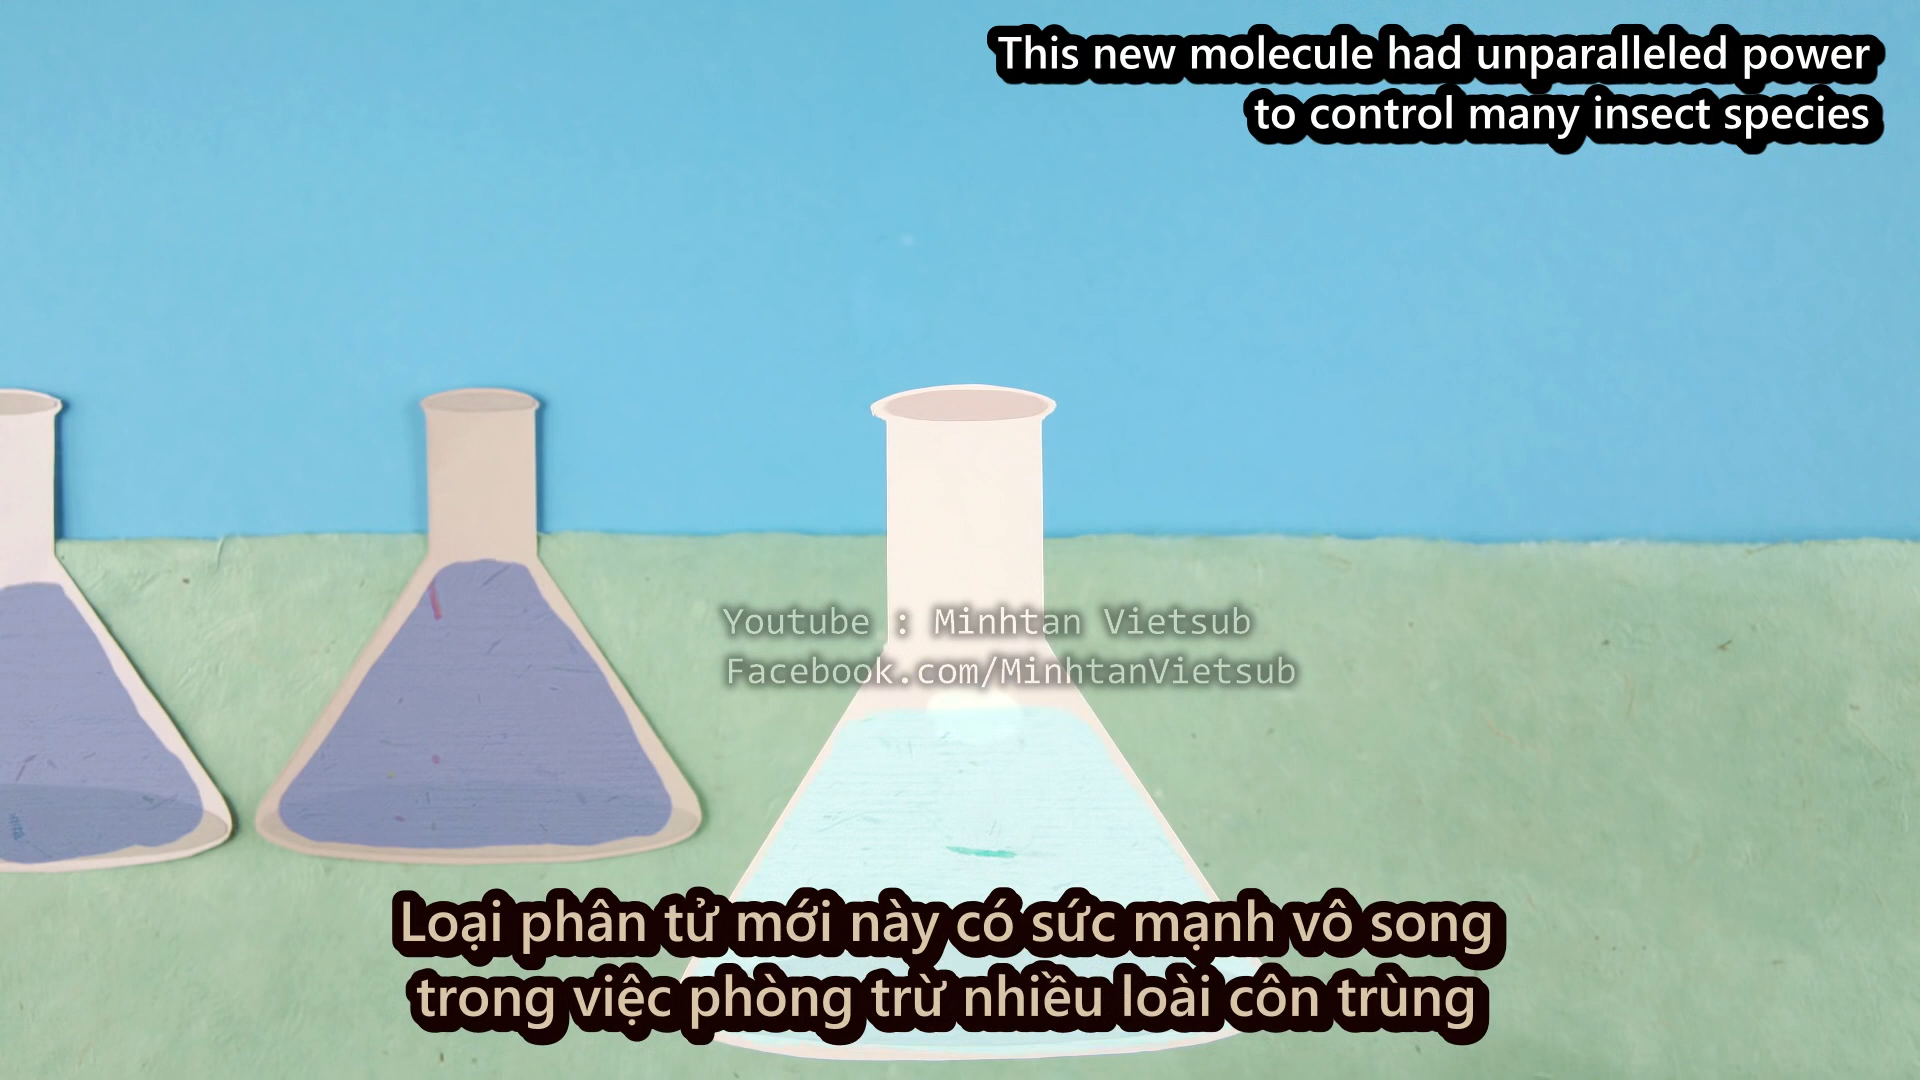 This new molecule had unparalleled power
to control many insect species
Youtube : Minhtan Vietsub
Facebook.com/MinhtanVietsub
Loại phân tử mới này có sức mạnh vô song
trong việc phòng trừ nhiều loài côn trùng